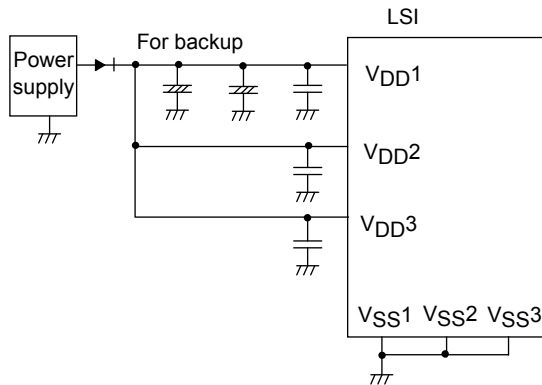 LSI
For backup
Power
supply
VDD1
VDD2
VDD3
VSS1 VSS2 VSS3